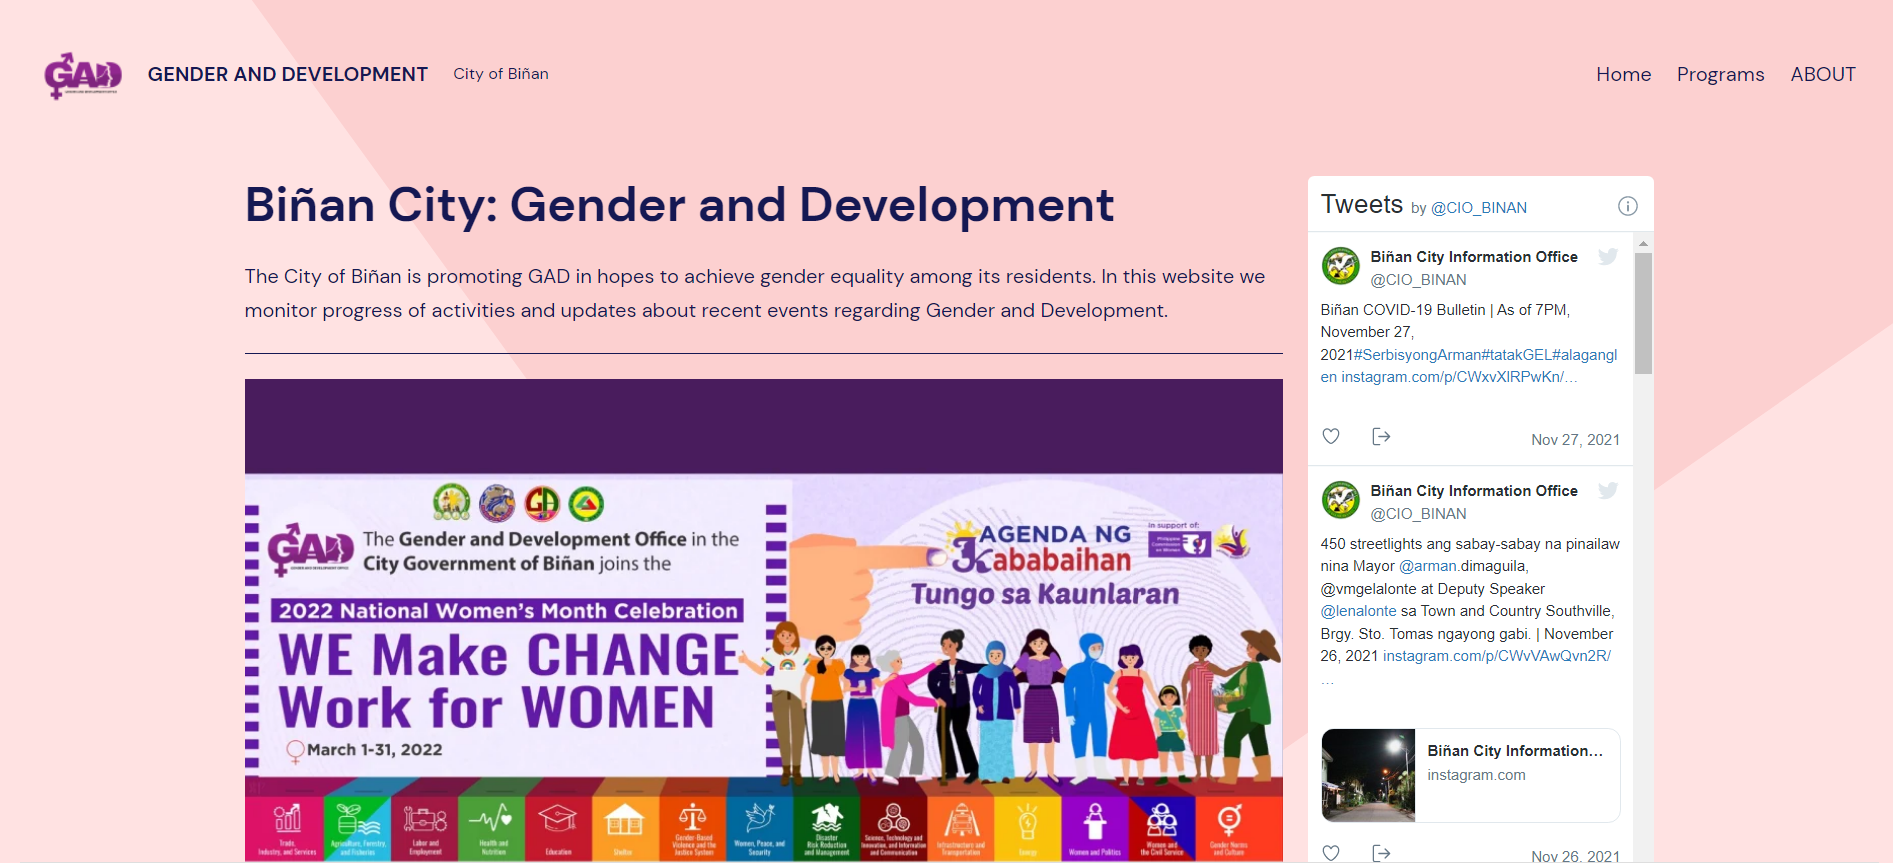 GAD
GENDER AND DEVELOPMENT
City of Biñan
Home
Programs
ABOUT
Biñan City: Gender and Development
The City of Biñan is promoting GAD in hopes to achieve gender equality among its residents. In this website we
monitor progress of activities and updates about recent events regarding Gender and Development.
GAD
The Gender and Development Office in the
City Government of Biñan joins the
2022 National Women's Month Celebration
WE Make CHANGE
Work for WOMEN
March 1-31, 2022
AGENDA NG
Kababaihan
Tungo sa Kaunlaran
In support of:
Philippine
Commission
on Women
Trade,
Industry, and Services
Agriculture, Forestry,
and Fisheries
Labor and
Employment
Health and
Nutrition
Education
Shelter
Gender-Based
Violence and the
Justice System
Women, Peace, and
Security
Disaster
Risk Reduction
and Management
Science, Technology and
Innovation, and Information
and Communication
Infrastructure and
Transportation
Energy
Women and Politics
Women and
the Civil Service
Gender Norms
and Culture
Tweets by @CIO_BINAN
Biñan City Information Office
@CIO_BINAN
Biñan COVID-19 Bulletin | As of 7PM,
November 27,
2021#SerbisyongArman#tatakGEL#alagangl
en instagram.com/p/CWxvXlRPwKn/…
Nov 27, 2021
Biñan City Information Office
@CIO_BINAN
450 streetlights ang sabay-sabay na pinailaw
nina Mayor @arman.dimaguila,
@vmgelalonte at Deputy Speaker
@lenalonte sa Town and Country Southville,
Brgy. Sto. Tomas ngayong gabi. | November
26, 2021 instagram.com/p/CWvVAwQvn2R/
…
Biñan City Information…
instagram.com
Nov 26, 2021